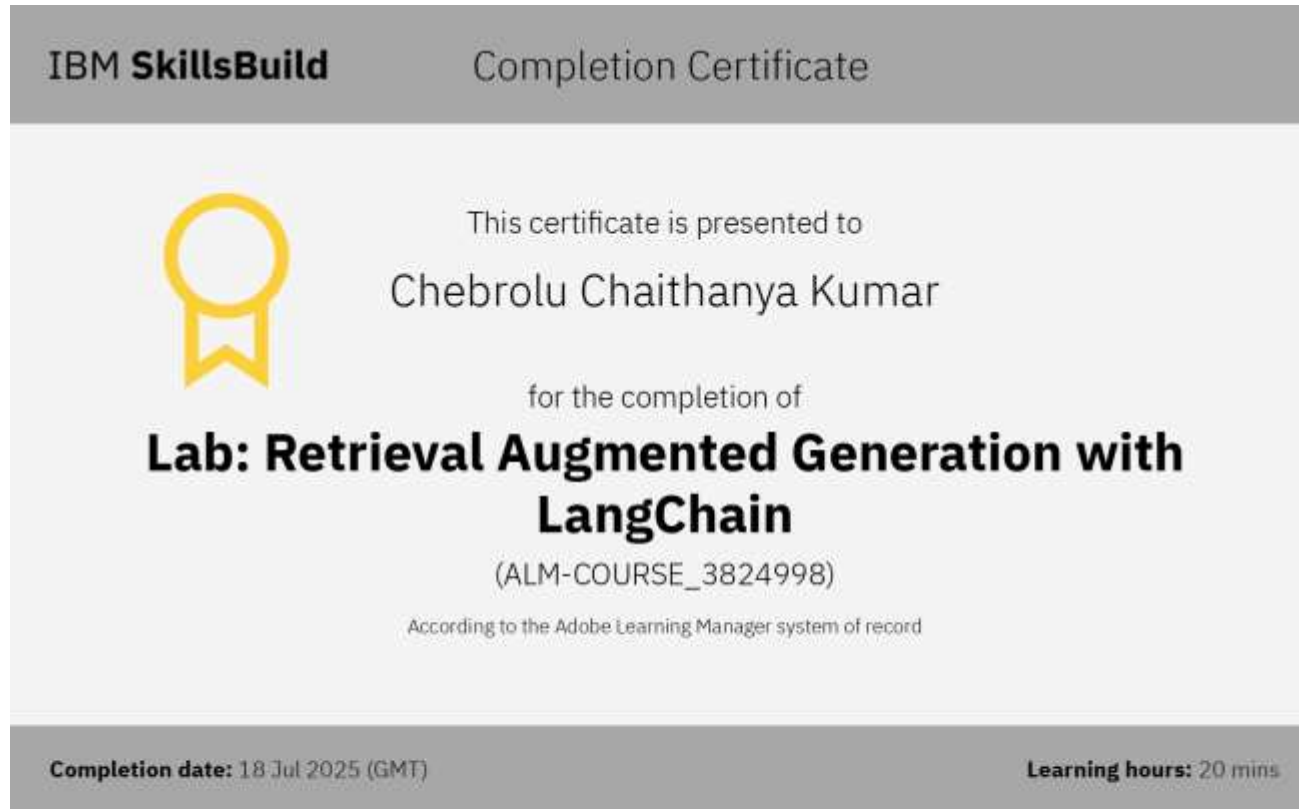 IBM SkillsBuild
Completion Certificate
This certificate is presented to
Chebrolu Chaithanya Kumar
for the completion of
Lab: Retrieval Augmented Generation with
LangChain
(ALM-COURSE_3824998)
According to the Adobe Learning Manager system of record
Completion date: 18 Jul 2025 (GMT)
Learning hours: 20 mins